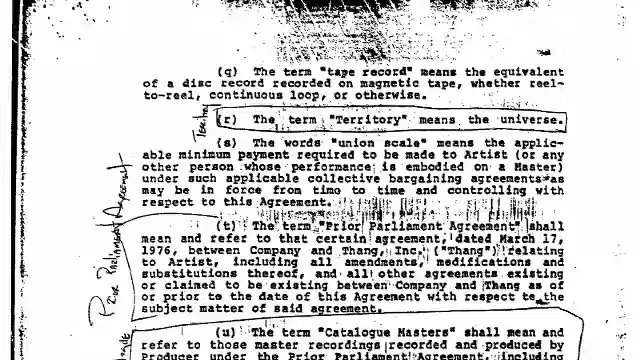 (q) The term "tape record" means the equivalent
of a disc record recorded on magnetic tape, whether reel-
to-reel, continuous loop, or otherwise.
(r) The term "Territory" means the universe.
(s) The words "union scale" means the applic-
able minimum payment required to be made to Artist (or any
other person whose performance is embodied on a Master)
under such applicable collective bargaining agreements as
may be in force from time to time and controlling with
respect to this Agreement.
(t) The term "Prior Parliament Agreement" shall
mean and refer to that certain agreement, dated March 17,
1976, between Company and Thang, Inc. ("Thang") relating
to Artist, including all amendments, modifications and
substitutions thereof, and all other agreements existing
or claimed to be existing between Company and Thang as of
or prior to the date of this Agreement with respect to the
subject matter of said agreement.
(u) The term "Catalogue Masters" shall mean and
refer to those master recordings recorded and produced by
Producer under the Prior Parliament Agreement, including
Prior Parliament Agreement